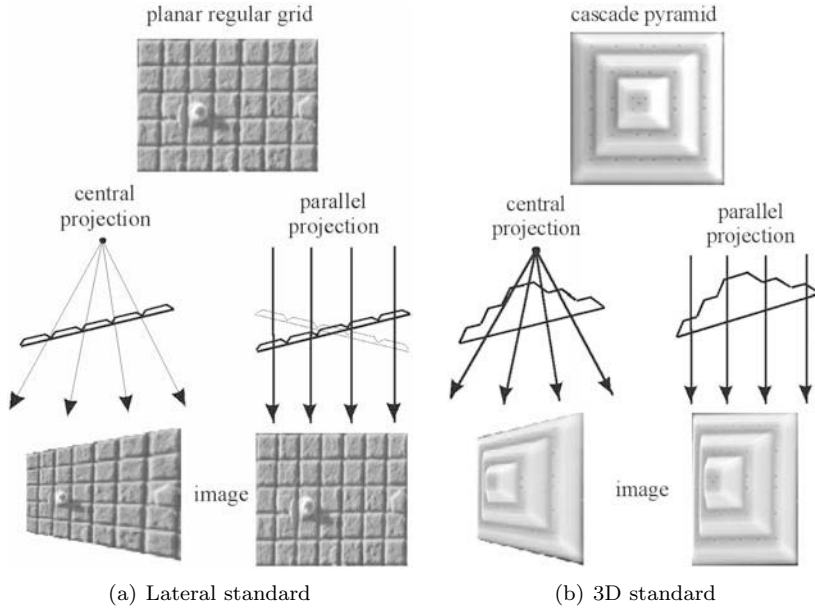 planar regular grid
cascade pyramid
central
projection
parallel
projection
central
projection
parallel
projection
image
image
(a) Lateral standard
(b) 3D standard